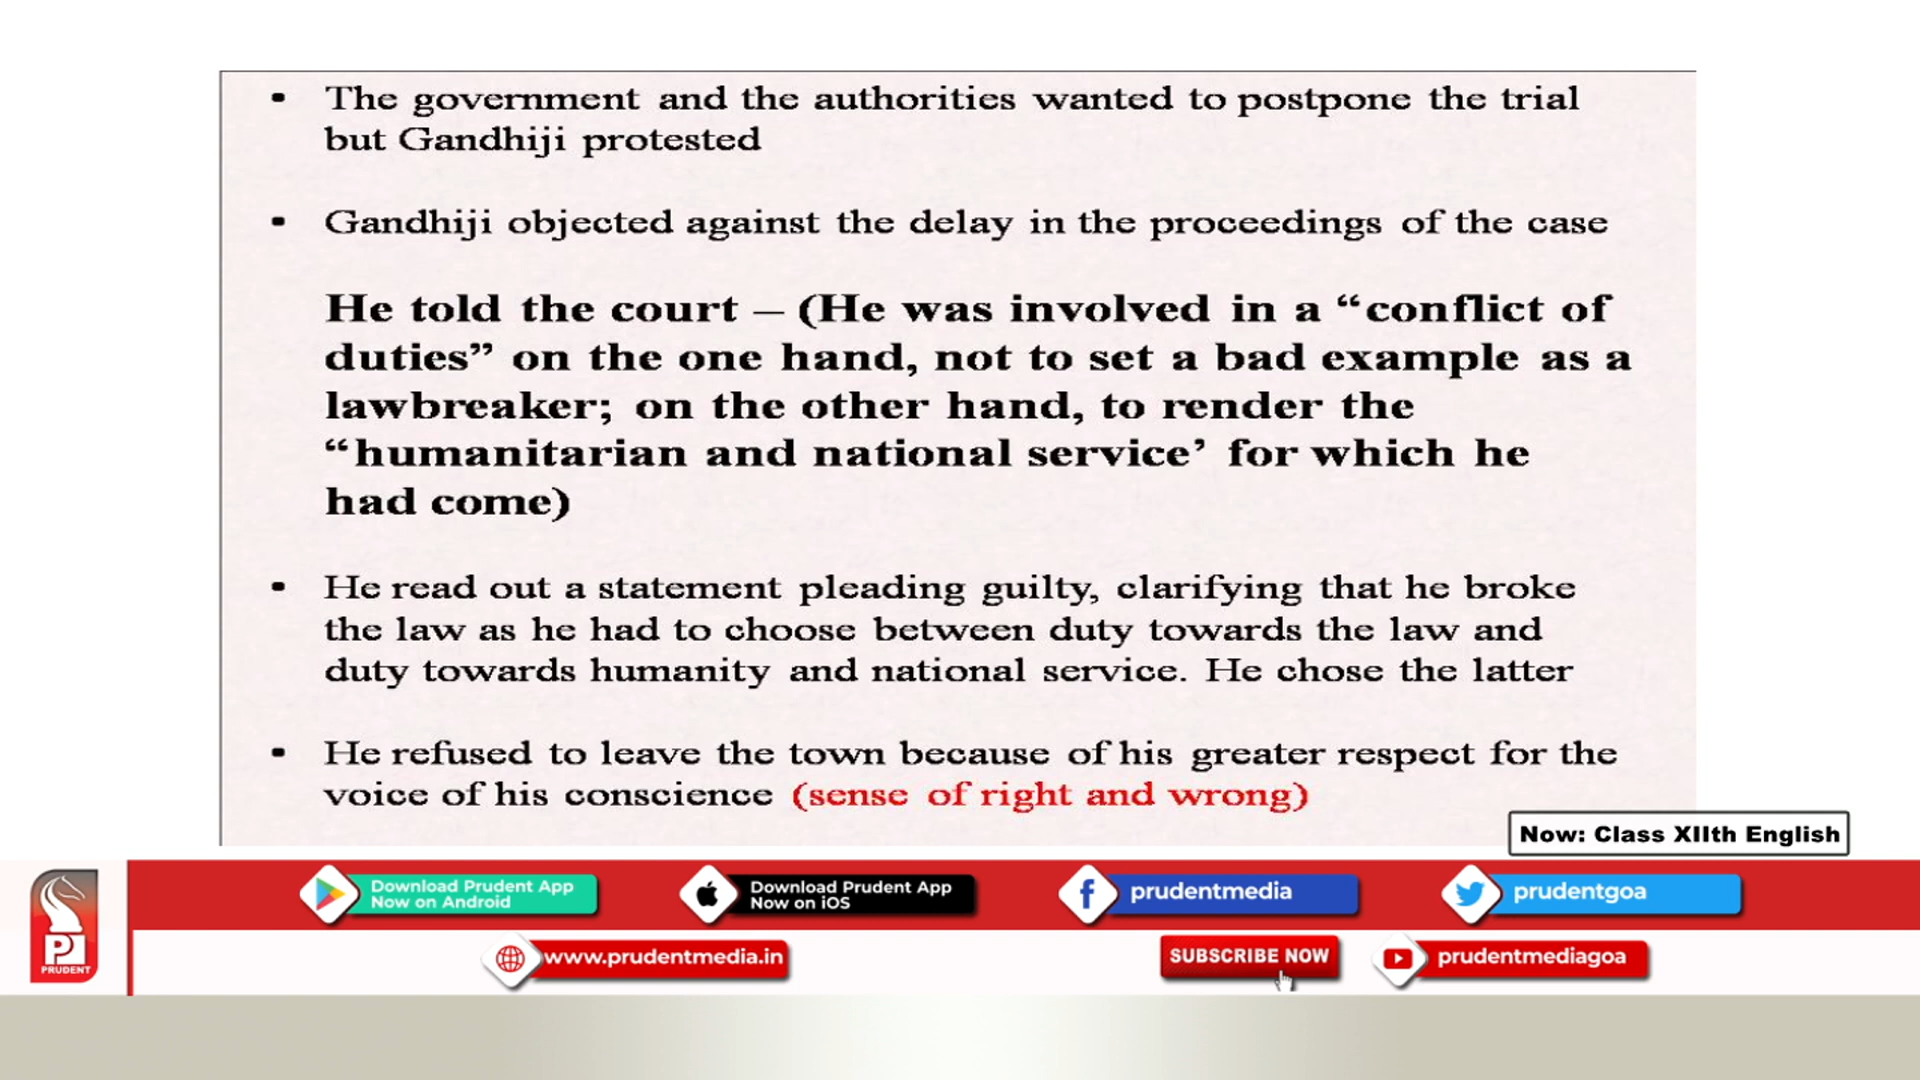 ▪ The government and the authorities wanted to postpone the trial
but Gandhiji protested
▪ Gandhiji objected against the delay in the proceedings of the case
He told the court – (He was involved in a “conflict of
duties” on the one hand, not to set a bad example as a
lawbreaker; on the other hand, to render the
“humanitarian and national service’ for which he
had come)
▪ He read out a statement pleading guilty, clarifying that he broke
the law as he had to choose between duty towards the law and
duty towards humanity and national service. He chose the latter
▪ He refused to leave the town because of his greater respect for the
voice of his conscience (sense of right and wrong)
Now: Class XIIth English
Download Prudent App
Now on Android
Download Prudent App
Now on iOS
prudentmedia
prudentgoa
PRUDENT
www.prudentmedia.in
SUBSCRIBE NOW
prudentmediagoa